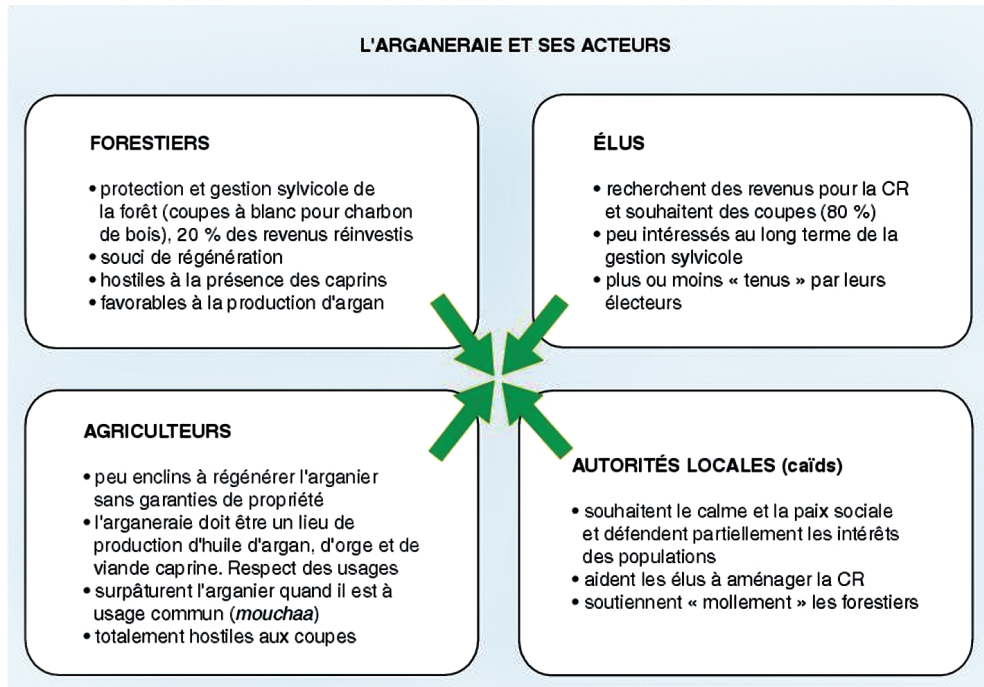 L'ARGANERAIE ET SES ACTEURS
FORESTIERS
• protection et gestion sylvicole de
la forêt (coupes à blanc pour charbon
de bois), 20 % des revenus réinvestis
• souci de régénération
• hostiles à la présence des caprins
• favorables à la production d'argan
ÉLUS
• recherchent des revenus pour la CR
et souhaitent des coupes (80 %)
• peu intéressés au long terme de la
gestion sylvicole
• plus ou moins « tenus » par leurs
électeurs
AGRICULTEURS
• peu enclins à régénérer l'arganier
sans garanties de propriété
• l'arganeraie doit être un lieu de
production d'huile d'argan, d'orge et de
viande caprine. Respect des usages
• surpâturent l'arganier quand il est à
usage commun (mouchaa)
• totalement hostiles aux coupes
AUTORITÉS LOCALES (caïds)
• souhaitent le calme et la paix sociale
et défendent partiellement les intérêts
des populations
• aident les élus à aménager la CR
• soutiennent « mollement » les forestiers